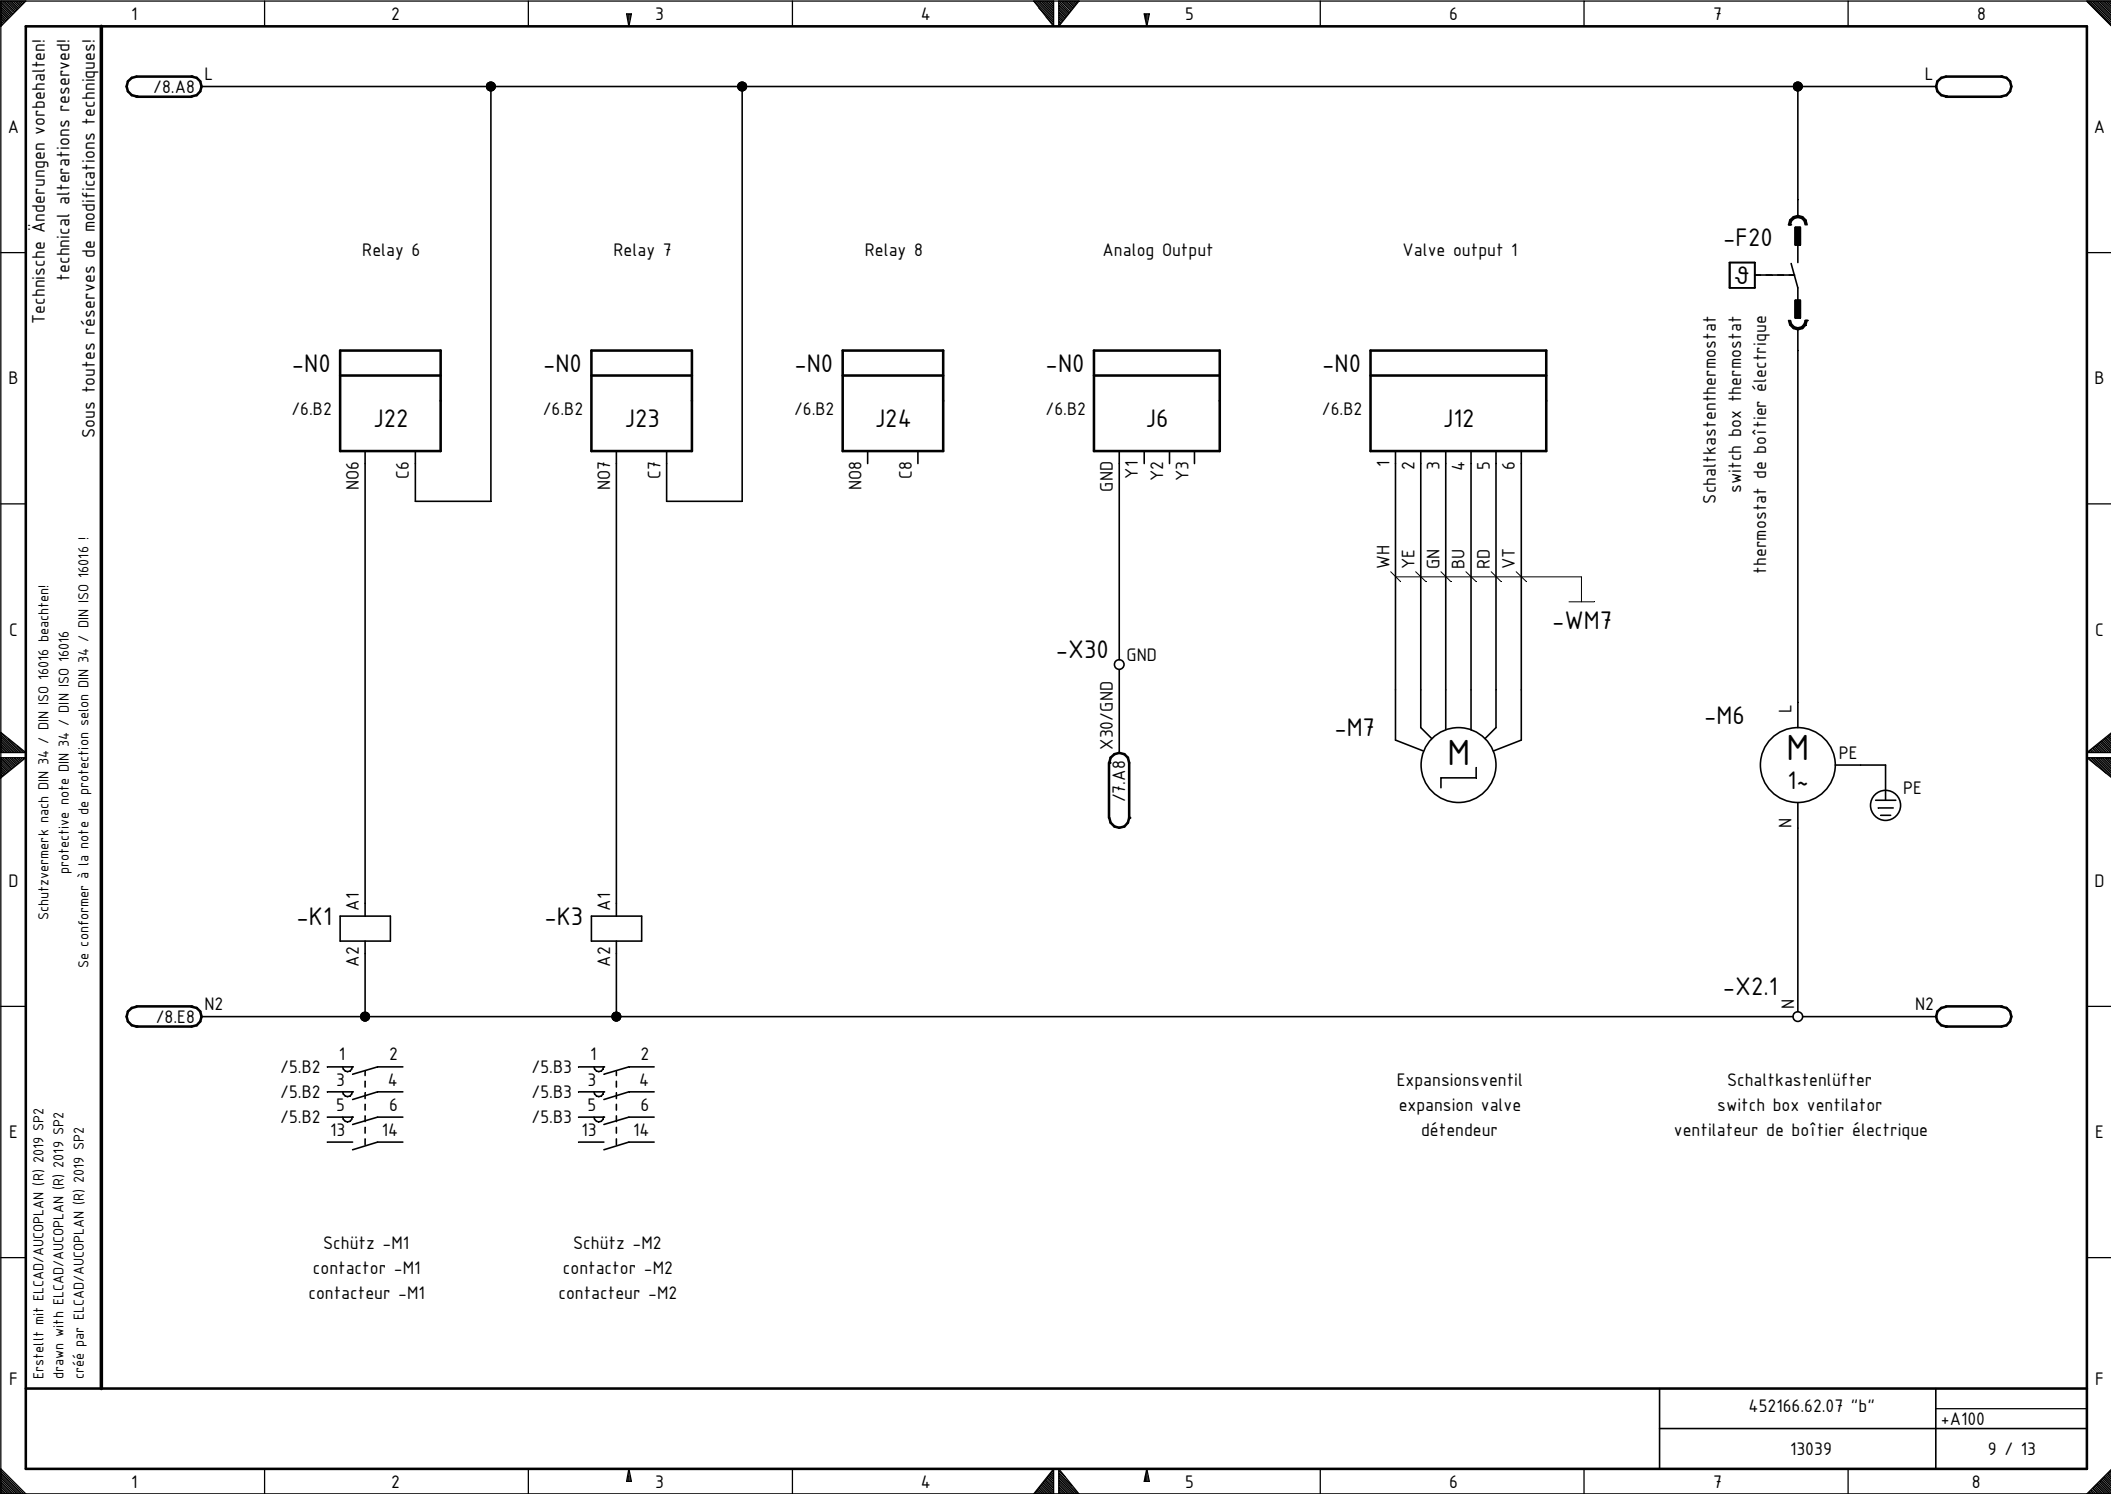 1 2 3 4 5 6 7 8
A
B
C
D
E
F
Technische Änderungen vorbehalten!
technical alterations reserved!
Sous toutes réserves de modifications techniques!
Schutzvermerk nach DIN 34 / DIN ISO 16016 beachten!
protective note DIN 34 / DIN ISO 16016
Se conformer à la note de protection selon DIN 34 / DIN ISO 16016 !
Erstellt mit ELCAD/AUCOPLAN (R) 2019 SP2
drawn with ELCAD/AUCOPLAN (R) 2019 SP2
créé par ELCAD/AUCOPLAN (R) 2019 SP2
/8.A8 L
L
Relay 6
-N0
/6.B2
J22
NO6
C6
-K1
A1
A2
Relay 7
-N0
/6.B2
J23
NO7
C7
-K3
A1
A2
Relay 8
-N0
/6.B2
J24
NO8
C8
Analog Output
-N0
/6.B2
J6
GND
Y1
Y2
Y3
-X30 GND
X30/GND
/7.A8
Valve output 1
-N0
/6.B2
J12
1
2
3
4
5
6
WH
YE
GN
BU
RD
VT
-WM7
-M7
M
-F20
ϑ
Schaltkastenthermostat
switch box thermostat
thermostat de boîtier électrique
-M6
L
M
1~
N
PE
PE
-X2.1
N
/8.E8 N2
N2
1 2
/5.B2
3 4
/5.B2
5 6
/5.B2
13 14
1 2
/5.B3
3 4
/5.B3
5 6
/5.B3
13 14
Expansionsventil
expansion valve
détendeur
Schaltkastenlüfter
switch box ventilator
ventilateur de boîtier électrique
Schütz -M1
contactor -M1
contacteur -M1
Schütz -M2
contactor -M2
contacteur -M2
452166.62.07 "b"
+A100
13039
9 / 13
A
B
C
D
E
F
1 2 3 4 5 6 7 8